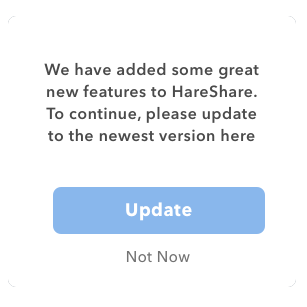 We have added some great
new features to HareShare.
To continue, please update
to the newest version here
Update
Not Now